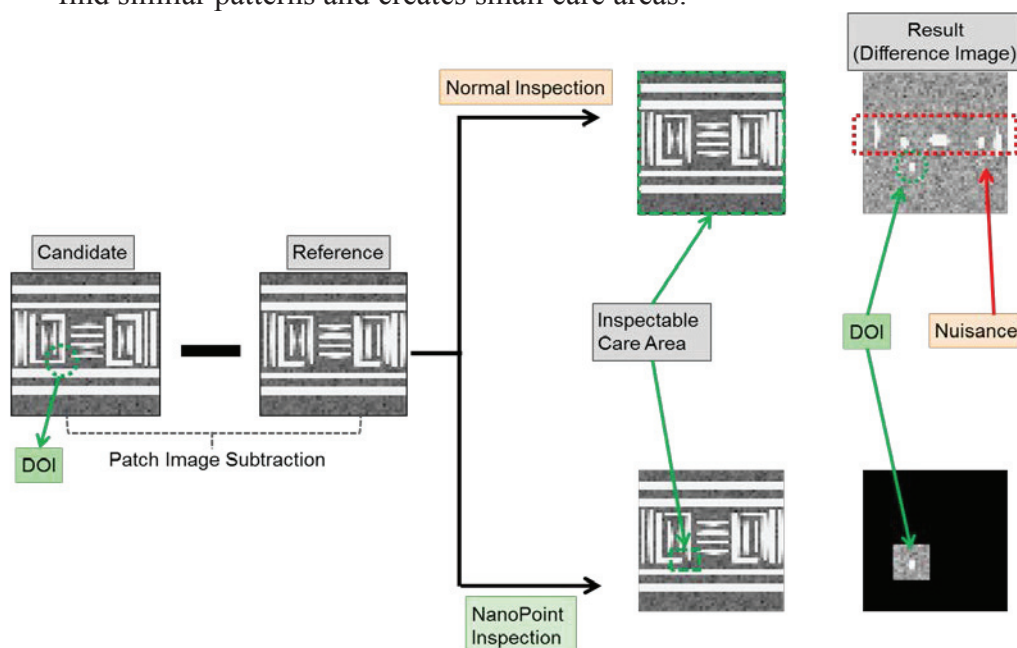 find similar patterns and creates small care areas.
Result
(Difference Image)
Normal Inspection
Candidate
Reference
Inspectable
Care Area
DOI
Nuisance
DOI
Patch Image Subtraction
NanoPoint
Inspection